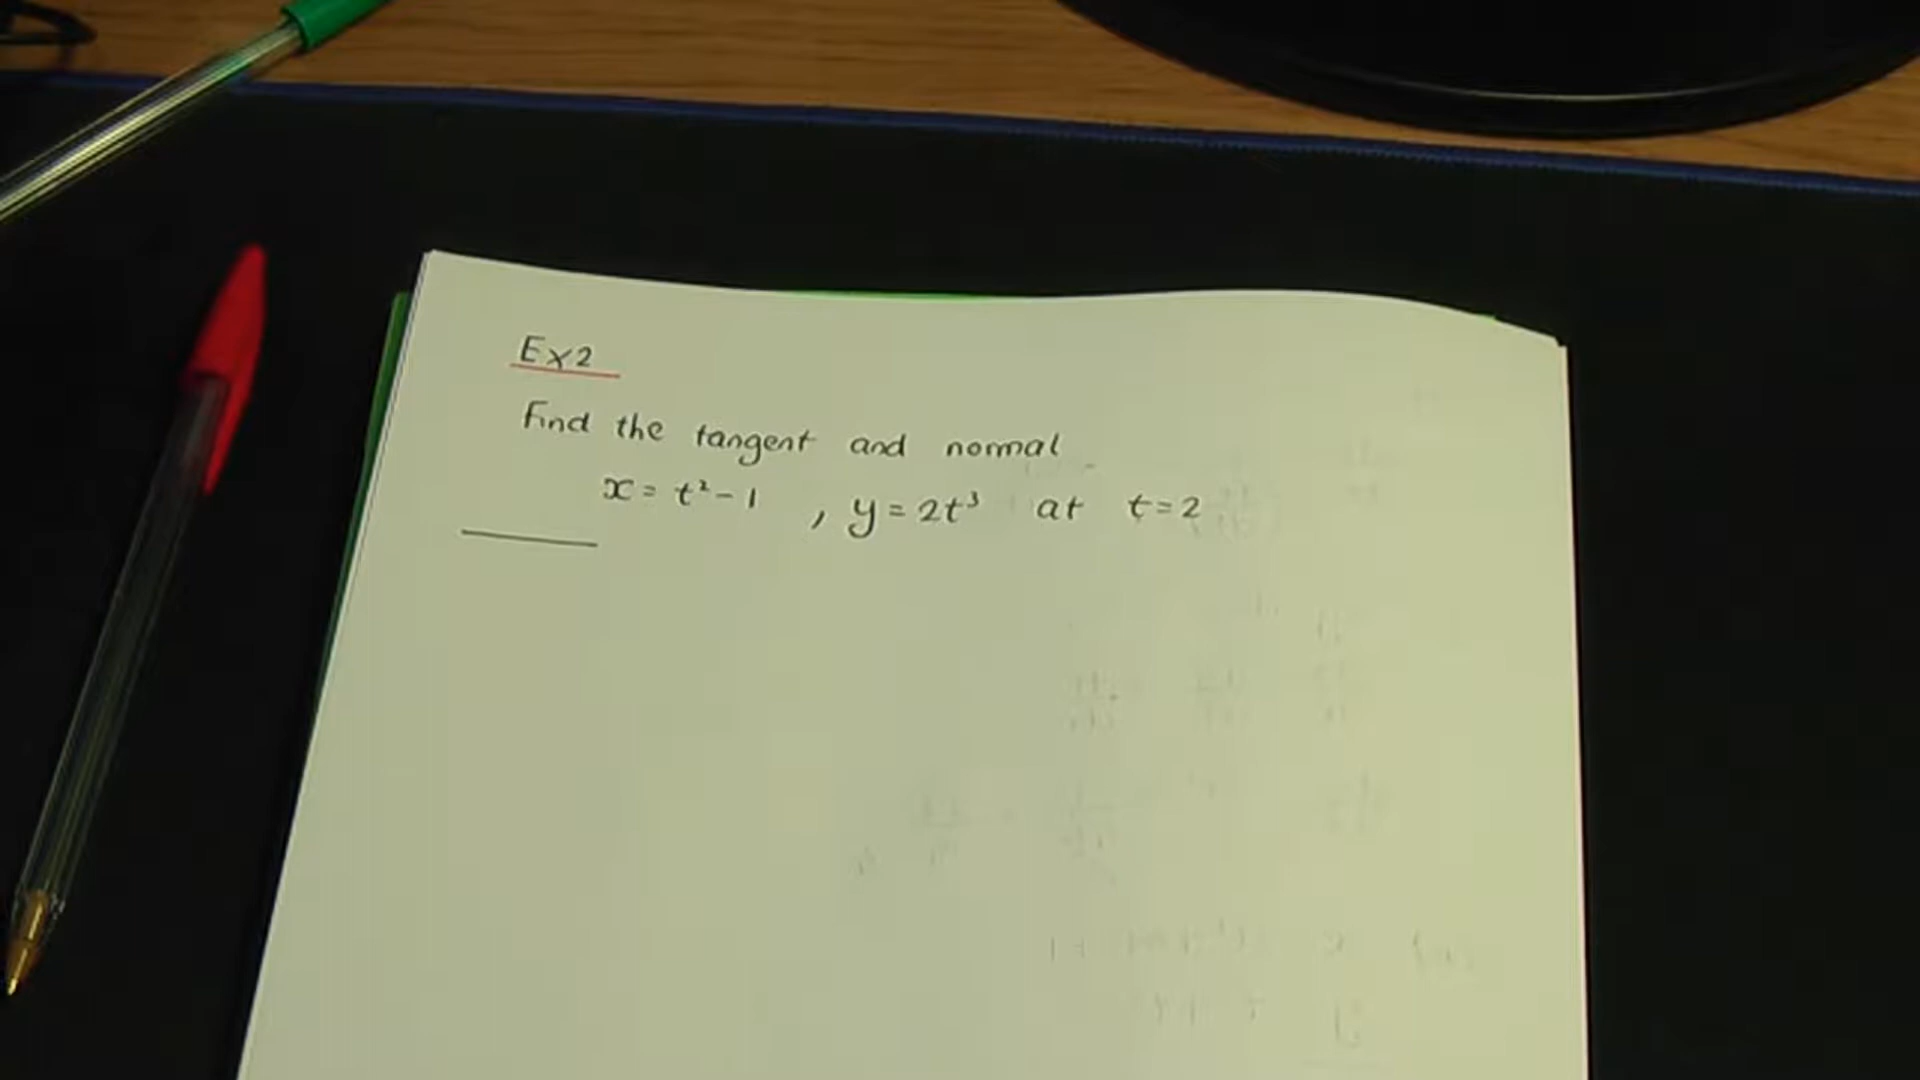 Ex2
Find the tangent and normal
x = t² - 1 , y = 2t³ at t = 2